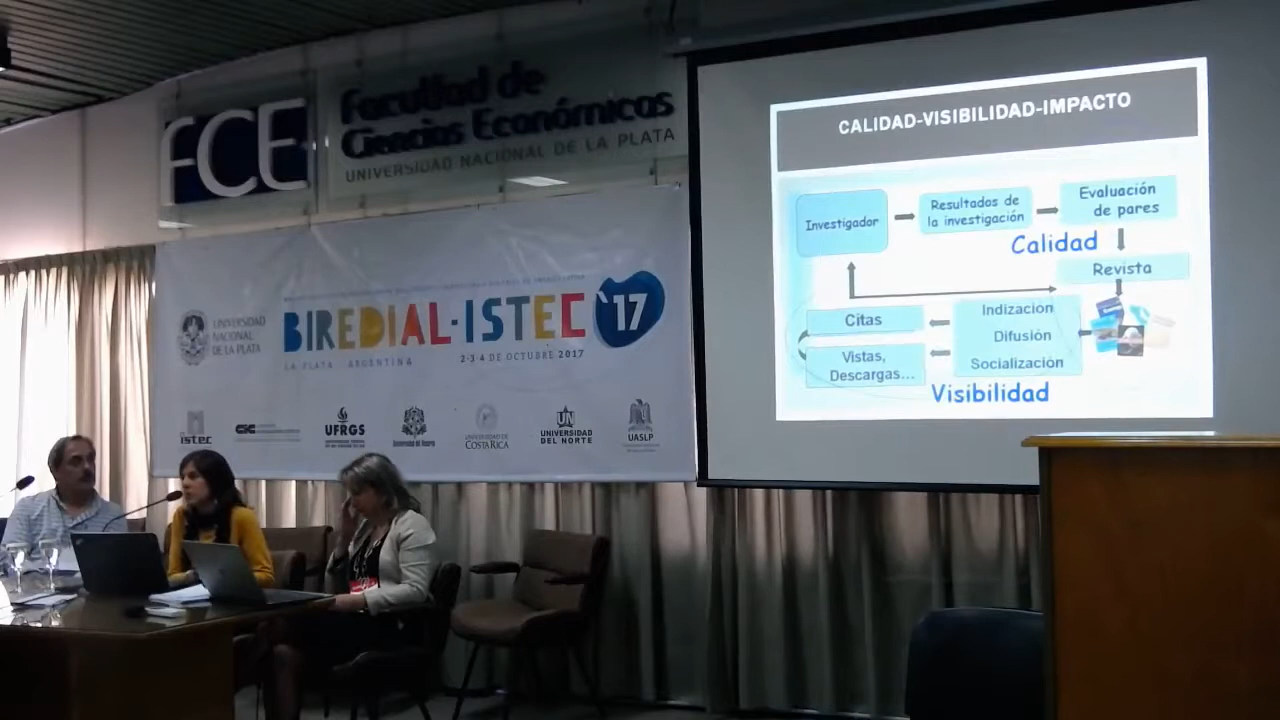 FCE
Facultad de
Ciencias Económicas
UNIVERSIDAD NACIONAL DE LA PLATA
UNIVERSIDAD
NACIONAL
DE LA PLATA
BIREDIAL-ISTEC '17
LA PLATA ARGENTINA
2-3-4 DE OCTUBRE 2017
istec
UFRGS
UNIVERSIDAD DE
COSTA RICA
UN
UNIVERSIDAD
DEL NORTE
UASLP
CALIDAD-VISIBILIDAD-IMPACTO
Investigador
Resultados de
la investigación
Evaluación
de pares
Calidad
Revista
Citas
Indización
Difusión
Socialización
Vistas,
Descargas...
Visibilidad